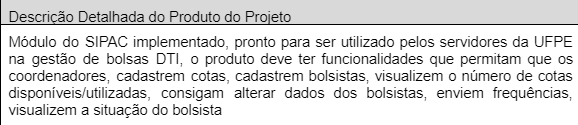 Descrição Detalhada do Produto do Projeto
Módulo do SIPAC implementado, pronto para ser utilizado pelos servidores da UFPE
na gestão de bolsas DTI, o produto deve ter funcionalidades que permitam que os
coordenadores, cadastrem cotas, cadastrem bolsistas, visualizem o número de cotas
disponíveis/utilizadas, consigam alterar dados dos bolsistas, enviem frequências,
visualizem a situação do bolsista